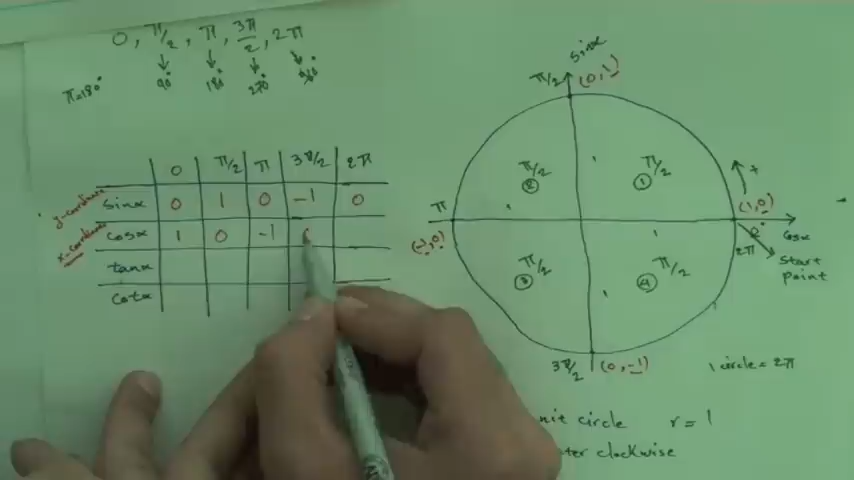 0, π/2, π, 3π/2, 2π
π=180° 90° 180° 270° 360°
0 π/2 π 3π/2 2π
y-coordinate
sinx 0 1 0 -1 0
x-coordinate
cosx 1 0 -1
tanx
cotx
sinx
π/2 (0,1)
π/2 ② π/2 ①
+
π (1,0)
(-1,0) 0° cosx
2π start
point
π/2 ③ π/2 ④
3π/2 (0,-1) 1 circle = 2π
unit circle r = 1
clockwise